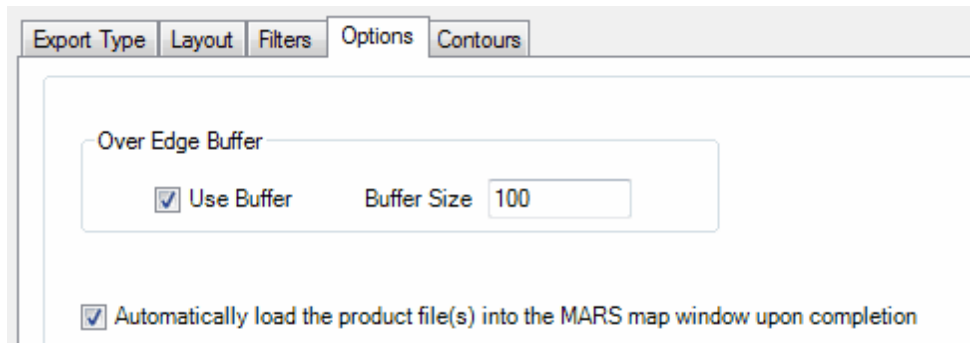 Export Type Layout Filters Options Contours
Over Edge Buffer
Use Buffer Buffer Size 100
Automatically load the product file(s) into the MARS map window upon completion